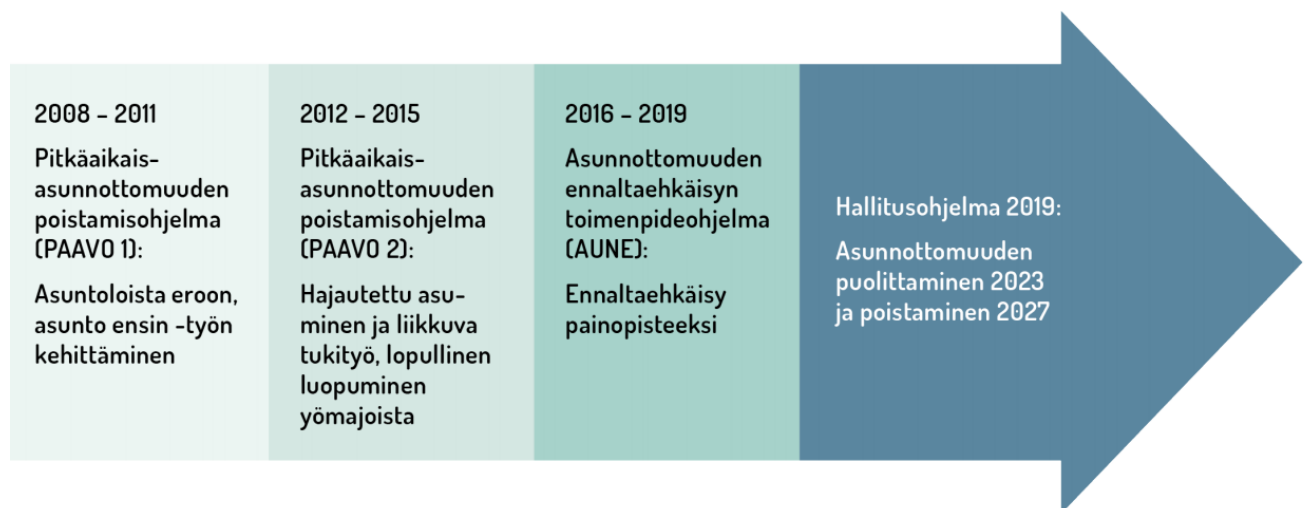 2008 – 2011
Pitkäaikais-
asunnottomuuden
poistamisohjelma
(PAAVO 1):
Asuntoloista eroon,
asunto ensin -työn
kehittäminen
2012 – 2015
Pitkäaikais-
asunnottomuuden
poistamisohjelma
(PAAVO 2):
Hajautettu asu-
minen ja liikkuva
tukityö, lopullinen
luopuminen
yömajoista
2016 – 2019
Asunnottomuuden
ennaltaehkäisyn
toimenpideohjelma
(AUNE):
Ennaltaehkäisy
painopisteeksi
Hallitusohjelma 2019:
Asunnottomuuden
puolittaminen 2023
ja poistaminen 2027